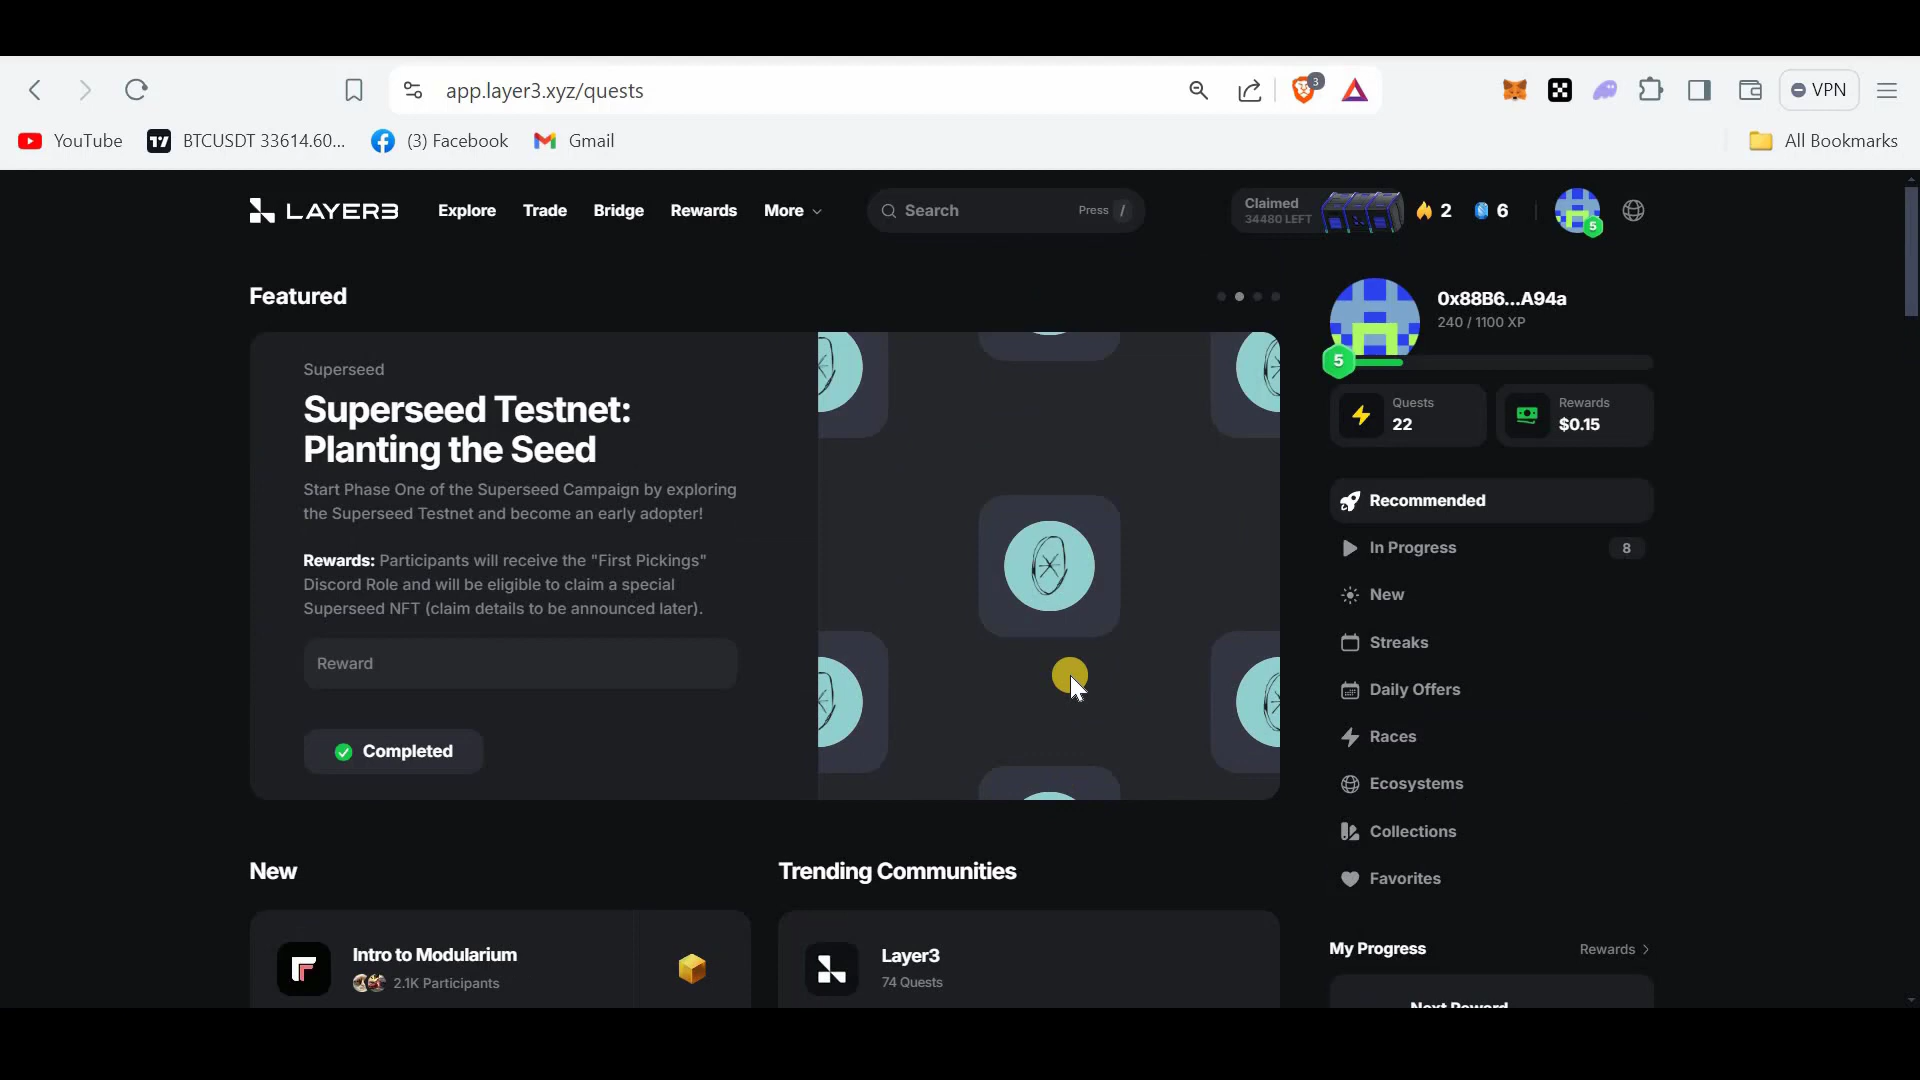 app.layer3.xyz/quests
3
VPN
YouTube
BTCUSDT 33614.60...
(3) Facebook
Gmail
All Bookmarks
LAYER3
Explore
Trade
Bridge
Rewards
More
Search
Press /
Claimed
34480 LEFT
2
6
5
Featured
Superseed
Superseed Testnet:
Planting the Seed
Start Phase One of the Superseed Campaign by exploring
the Superseed Testnet and become an early adopter!
Rewards: Participants will receive the "First Pickings"
Discord Role and will be eligible to claim a special
Superseed NFT (claim details to be announced later).
Reward
Completed
0x88B6...A94a
240 / 1100 XP
5
Quests
22
Rewards
$0.15
Recommended
In Progress
8
New
Streaks
Daily Offers
Races
Ecosystems
Collections
Favorites
My Progress
Rewards >
Next Reward
New
Intro to Modularium
2.1K Participants
Trending Communities
Layer3
74 Quests